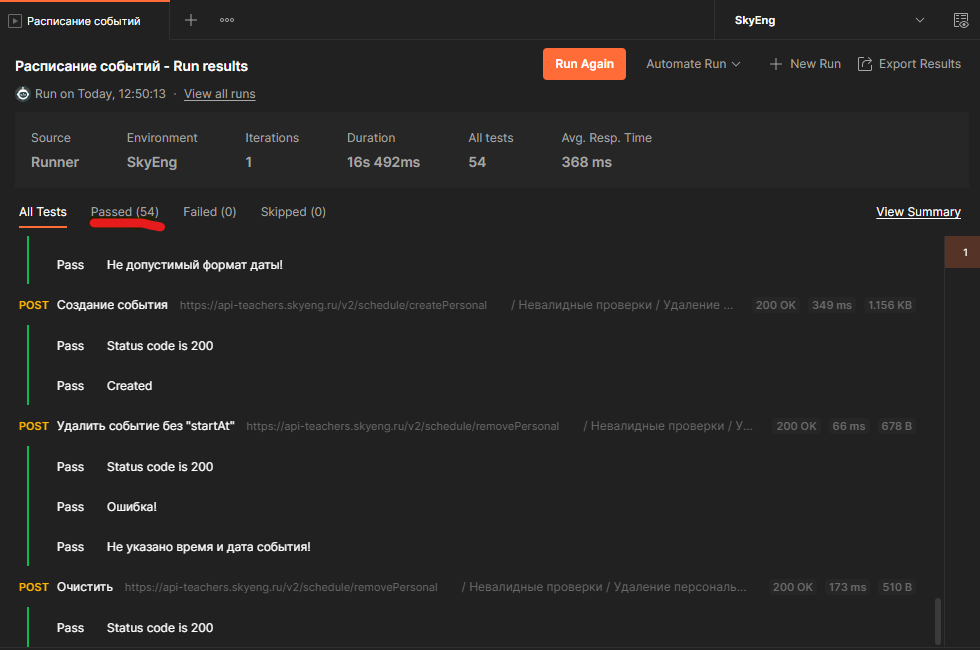 Расписание событий
SkyEng
Расписание событий - Run results
Run Again
Automate Run
New Run
Export Results
Run on Today, 12:50:13 · View all runs
Source Environment Iterations Duration All tests Avg. Resp. Time
Runner SkyEng 1 16s 492ms 54 368 ms
All Tests Passed (54) Failed (0) Skipped (0) View Summary
1
Pass Не допустимый формат даты!
POST Создание события https://api-teachers.skyeng.ru/v2/schedule/createPersonal / Невалидные проверки / Удаление ... 200 OK 349 ms 1.156 KB
Pass Status code is 200
Pass Created
POST Удалить событие без "startAt" https://api-teachers.skyeng.ru/v2/schedule/removePersonal / Невалидные проверки / У... 200 OK 66 ms 678 B
Pass Status code is 200
Pass Ошибка!
Pass Не указано время и дата события!
POST Очистить https://api-teachers.skyeng.ru/v2/schedule/removePersonal / Невалидные проверки / Удаление персональ... 200 OK 173 ms 510 B
Pass Status code is 200